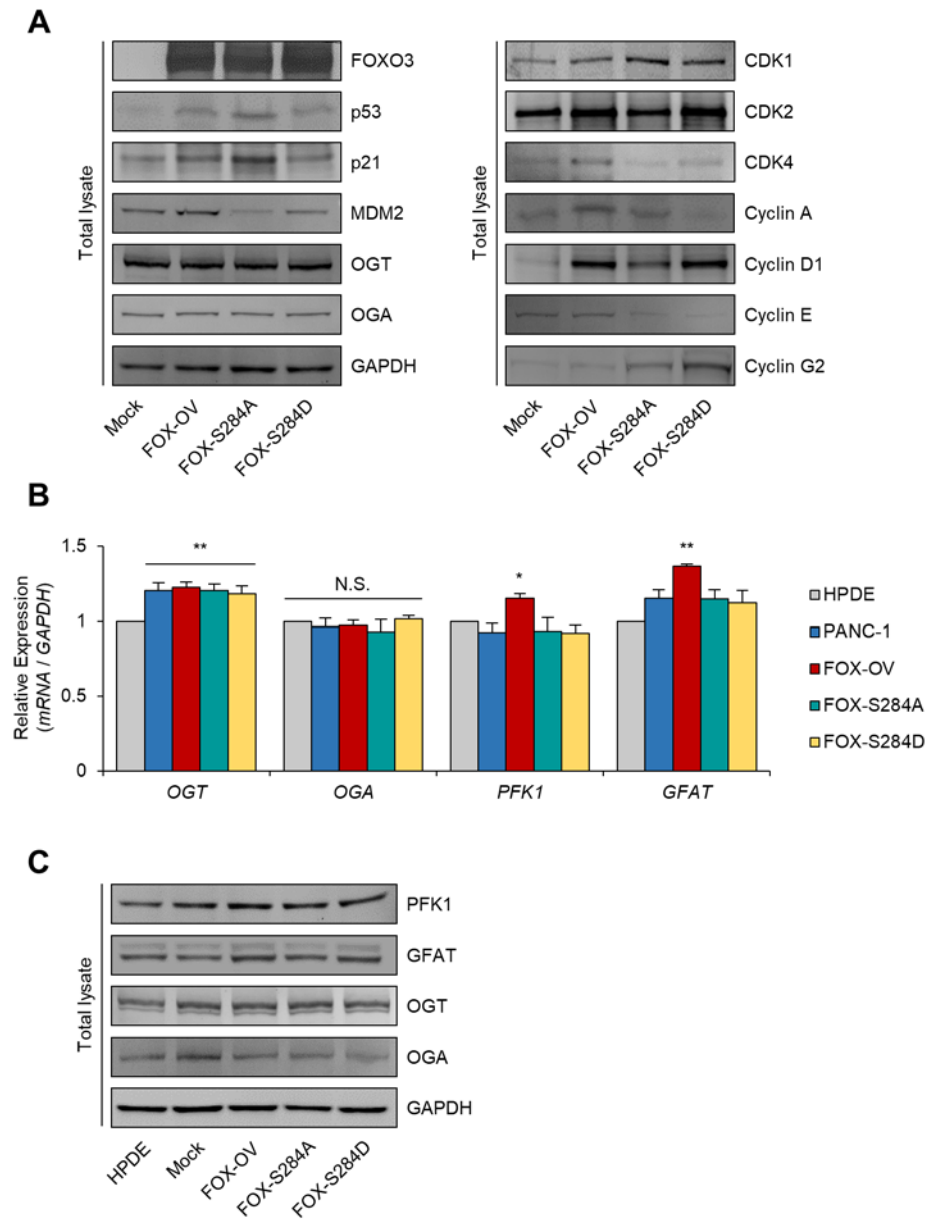 A
Total lysate
FOXO3
p53
p21
MDM2
OGT
OGA
GAPDH
Mock
FOX-OV
FOX-S284A
FOX-S284D
Total lysate
CDK1
CDK2
CDK4
Cyclin A
Cyclin D1
Cyclin E
Cyclin G2
Mock
FOX-OV
FOX-S284A
FOX-S284D
B
Relative Expression
(mRNA / GAPDH)
1.5
1
0.5
0
**
N.S.
*
**
OGT
OGA
PFK1
GFAT
HPDE
PANC-1
FOX-OV
FOX-S284A
FOX-S284D
C
Total lysate
PFK1
GFAT
OGT
OGA
GAPDH
HPDE
Mock
FOX-OV
FOX-S284A
FOX-S284D